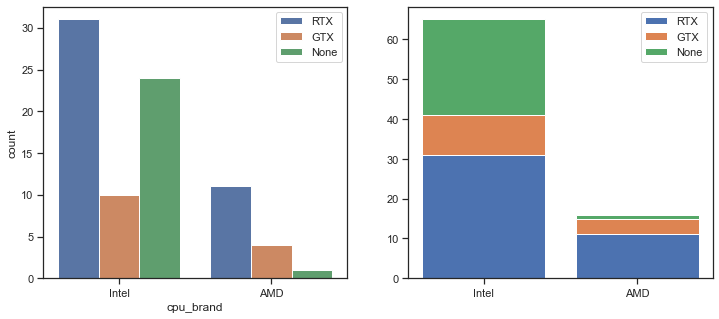 RTX
GTX
None
30
25
20
15
10
5
0
count
Intel
AMD
cpu_brand
RTX
GTX
None
60
50
40
30
20
10
0
Intel
AMD